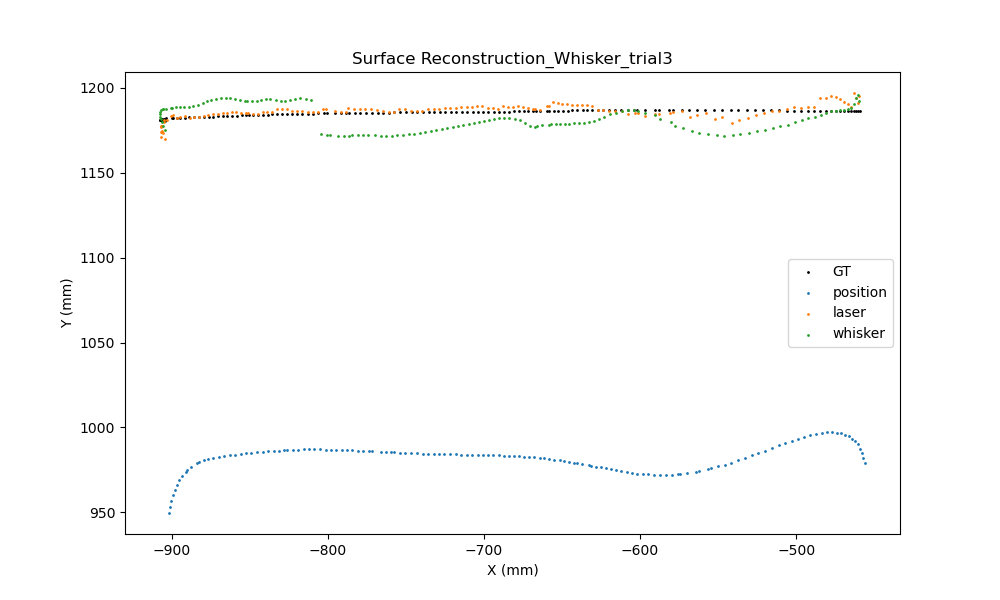 Surface Reconstruction_Whisker_trial3
1200
1150
1100
1050
1000
950
Y (mm)
GT
position
laser
whisker
−900
−800
−700
−600
−500
X (mm)